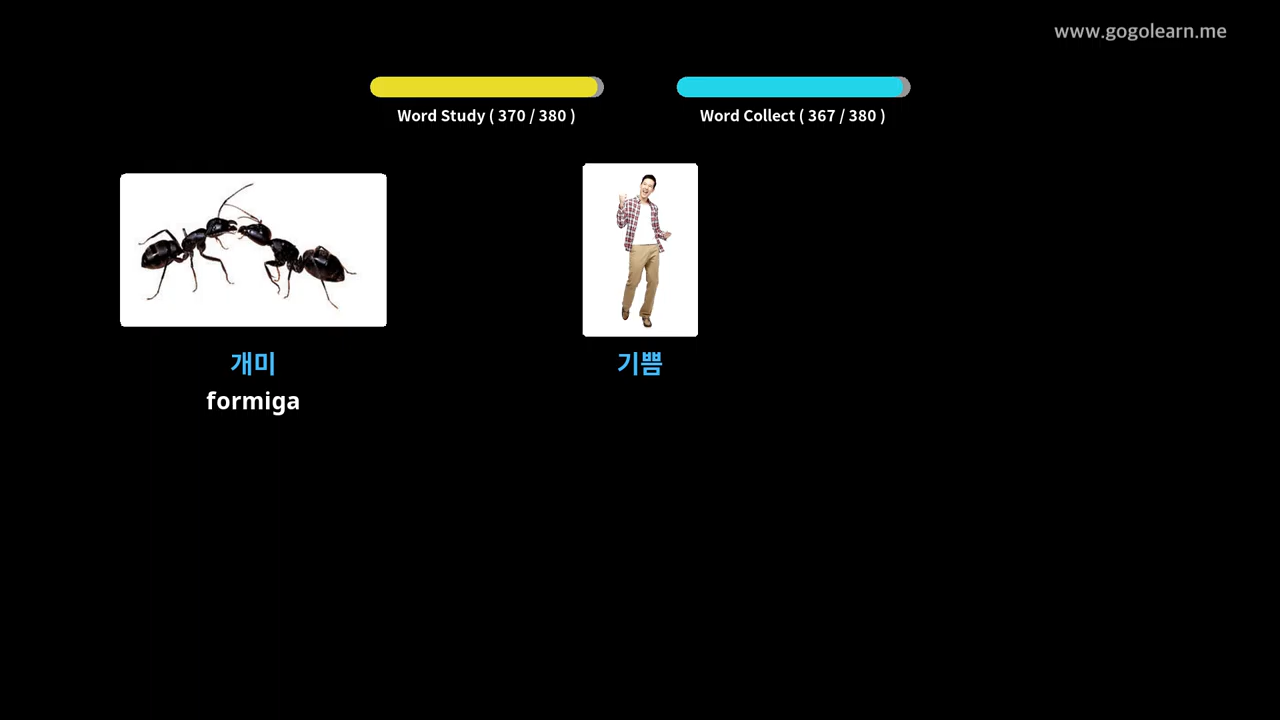 www.gogolearn.me
Word Study ( 370 / 380 )
Word Collect ( 367 / 380 )
개미
formiga
기쁨